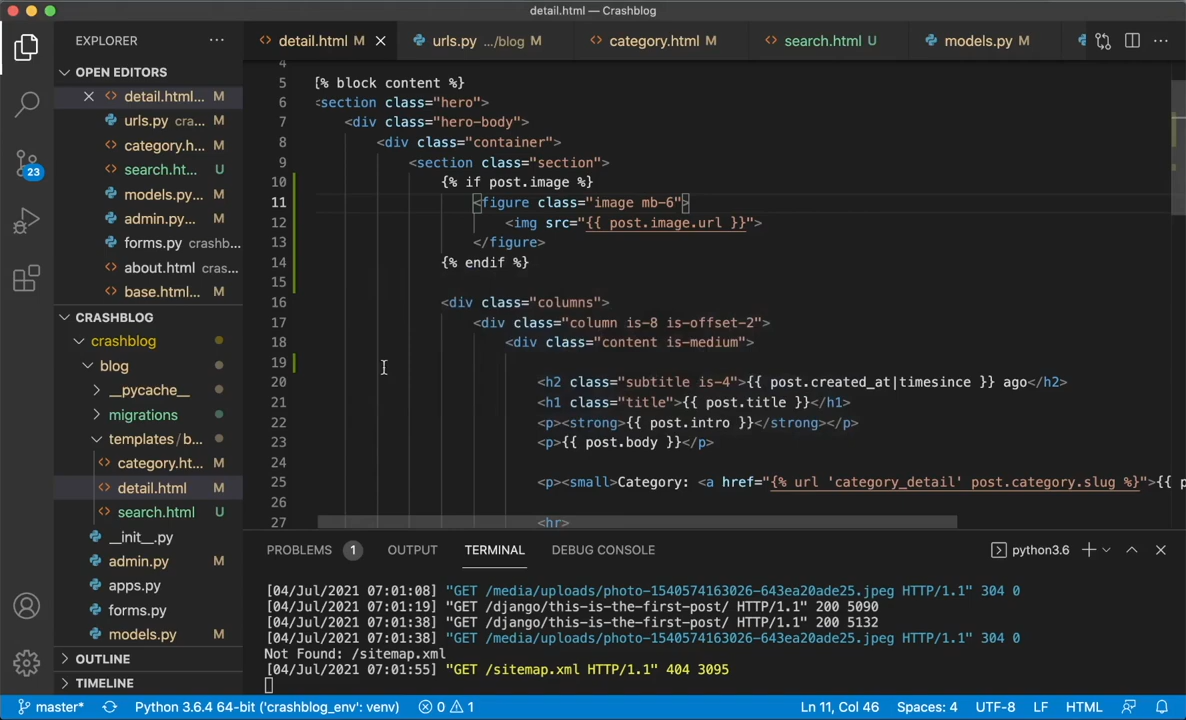 detail.html — Crashblog
EXPLORER
OPEN EDITORS
detail.html... M
urls.py cra... M
category.h... M
search.ht... U
models.py... M
admin.py... M
forms.py crashb...
about.html cras...
base.html... M
CRASHBLOG
crashblog
blog
__pycache__
migrations
templates/b...
category.ht... M
detail.html M
search.html U
__init__.py
admin.py M
apps.py
forms.py
models.py M
OUTLINE
TIMELINE
23
detail.html M
urls.py .../blog M
category.html M
search.html U
models.py M
4
5 {% block content %}
6 <section class="hero">
7 <div class="hero-body">
8 <div class="container">
9 <section class="section">
10 {% if post.image %}
11 <figure class="image mb-6">
12 <img src="{{ post.image.url }}">
13 </figure>
14 {% endif %}
15
16 <div class="columns">
17 <div class="column is-8 is-offset-2">
18 <div class="content is-medium">
19
20 <h2 class="subtitle is-4">{{ post.created_at|timesince }} ago</h2>
21 <h1 class="title">{{ post.title }}</h1>
22 <p><strong>{{ post.intro }}</strong></p>
23 <p>{{ post.body }}</p>
24
25 <p><small>Category: <a href="{% url 'category_detail' post.category.slug %}">{{ p
26
27 <hr>
PROBLEMS 1 OUTPUT TERMINAL DEBUG CONSOLE
python3.6
[04/Jul/2021 07:01:08] "GET /media/uploads/photo-1540574163026-643ea20ade25.jpeg HTTP/1.1" 304 0
[04/Jul/2021 07:01:19] "GET /django/this-is-the-first-post/ HTTP/1.1" 200 5090
[04/Jul/2021 07:01:38] "GET /django/this-is-the-first-post/ HTTP/1.1" 200 5132
[04/Jul/2021 07:01:38] "GET /media/uploads/photo-1540574163026-643ea20ade25.jpeg HTTP/1.1" 304 0
Not Found: /sitemap.xml
[04/Jul/2021 07:01:55] "GET /sitemap.xml HTTP/1.1" 404 3095
master* Python 3.6.4 64-bit ('crashblog_env': venv) 0 1 Ln 11, Col 46 Spaces: 4 UTF-8 LF HTML